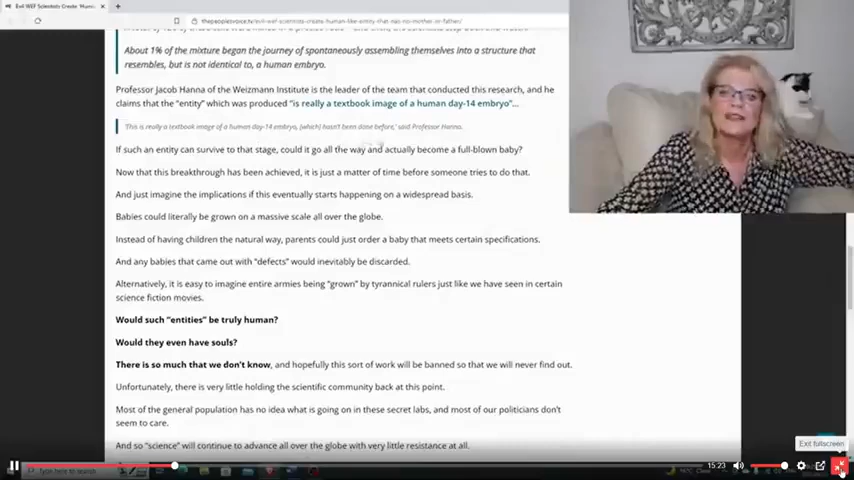 Evil WEF Scientists Create 'Human
thepeoplesvoice.tv/evil-wef-scientists-create-human-like-entity-that-has-no-mother-or-father/
About 1% of the mixture began the journey of spontaneously assembling themselves into a structure that
resembles, but is not identical to, a human embryo.
Professor Jacob Hanna of the Weizmann Institute is the leader of the team that conducted this research, and he
claims that the "entity" which was produced "is really a textbook image of a human day-14 embryo"...
'This is really a textbook image of a human day-14 embryo, [which] hasn't been done before,' said Professor Hanna.
If such an entity can survive to that stage, could it go all the way and actually become a full-blown baby?
Now that this breakthrough has been achieved, it is just a matter of time before someone tries to do that.
And just imagine the implications if this eventually starts happening on a widespread basis.
Babies could literally be grown on a massive scale all over the globe.
Instead of having children the natural way, parents could just order a baby that meets certain specifications.
And any babies that came out with "defects" would inevitably be discarded.
Alternatively, it is easy to imagine entire armies being "grown" by tyrannical rulers just like we have seen in certain
science fiction movies.
Would such "entities" be truly human?
Would they even have souls?
There is so much that we don't know, and hopefully this sort of work will be banned so that we will never find out.
Unfortunately, there is very little holding the scientific community back at this point.
Most of the general population has no idea what is going on in these secret labs, and most of our politicians don't
seem to care.
And so "science" will continue to advance all over the globe with very little resistance at all.
Exit fullscreen
15:23
Type here to search